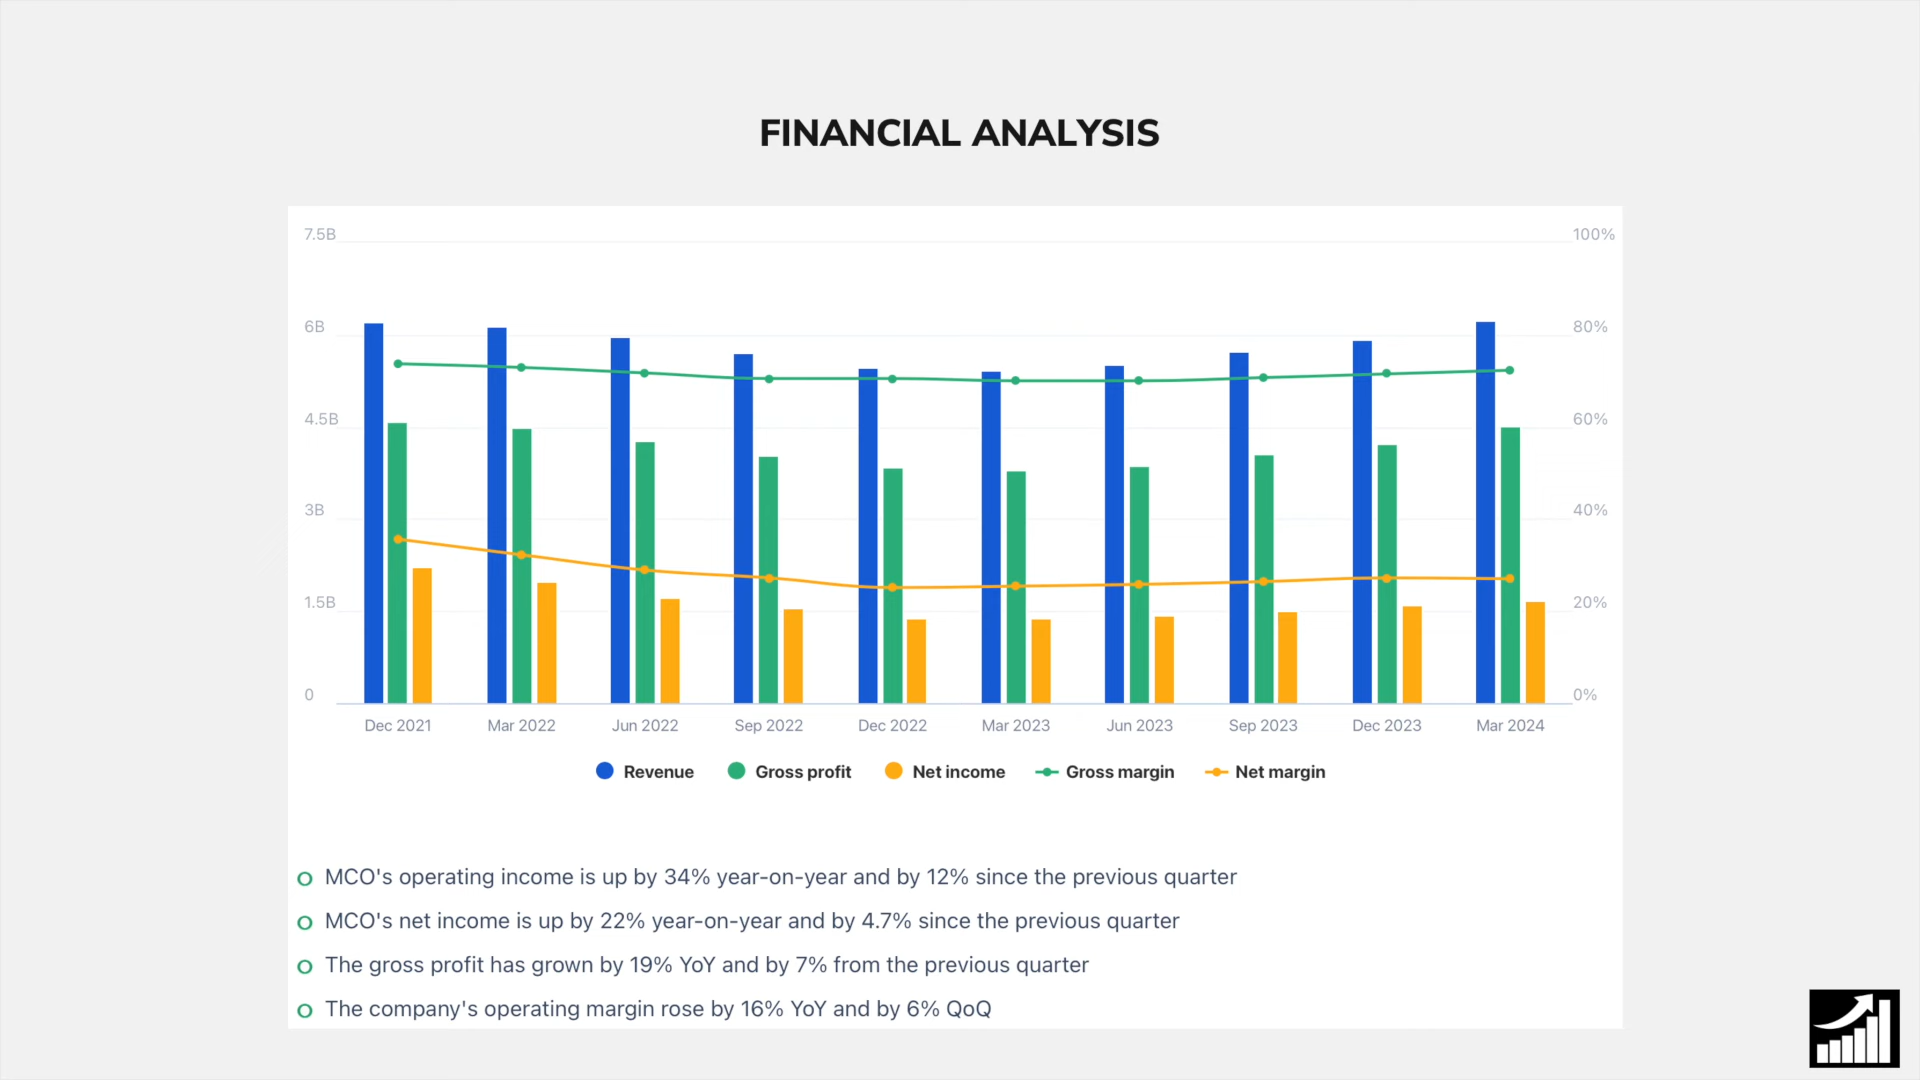 FINANCIAL ANALYSIS
7.5B 100%
6B 80%
4.5B 60%
3B 40%
1.5B 20%
0 0%
Dec 2021 Mar 2022 Jun 2022 Sep 2022 Dec 2022 Mar 2023 Jun 2023 Sep 2023 Dec 2023 Mar 2024
Revenue Gross profit Net income Gross margin Net margin
MCO's operating income is up by 34% year-on-year and by 12% since the previous quarter
MCO's net income is up by 22% year-on-year and by 4.7% since the previous quarter
The gross profit has grown by 19% YoY and by 7% from the previous quarter
The company's operating margin rose by 16% YoY and by 6% QoQ